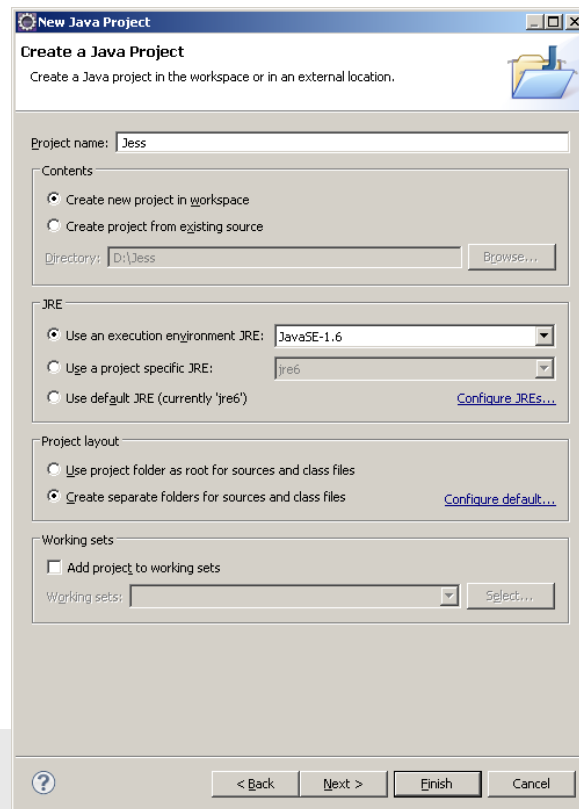 New Java Project
Create a Java Project
Create a Java project in the workspace or in an external location.
Project name: Jess
Contents
Create new project in workspace
Create project from existing source
Directory: D:\Jess Browse...
JRE
Use an execution environment JRE: JavaSE-1.6
Use a project specific JRE: jre6
Use default JRE (currently 'jre6') Configure JREs...
Project layout
Use project folder as root for sources and class files
Create separate folders for sources and class files Configure default...
Working sets
Add project to working sets
Working sets: Select...
? < Back Next > Finish Cancel